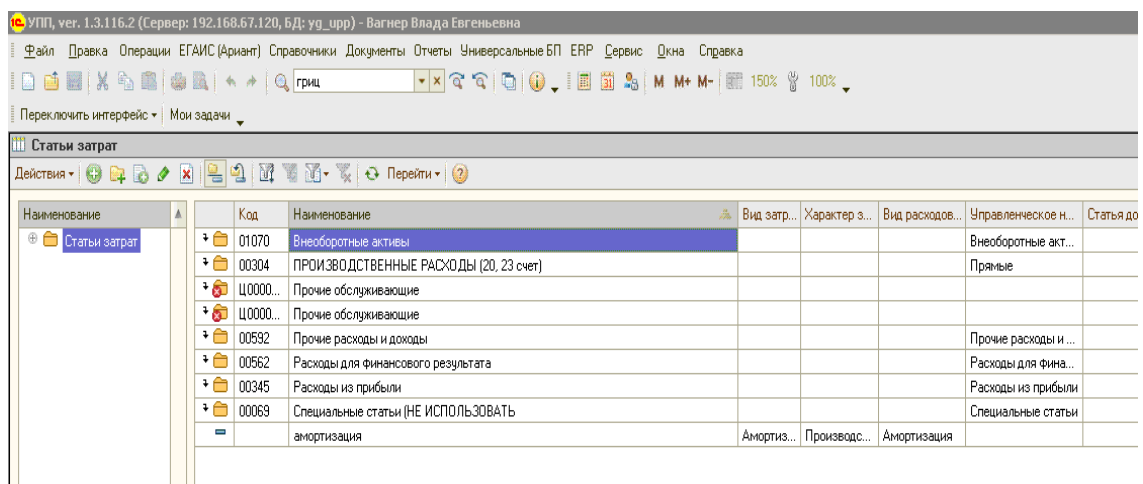 УПП, ver. 1.3.116.2 (Сервер: 192.168.67.120, БД: yg_upp) - Вагнер Влада Евгеньевна
Файл Правка Операции ЕГАИС (Ариант) Справочники Документы Отчеты Универсальные БП ERP Сервис Окна Справка
гриц M M+ M- 150% 100%
Переключить интерфейс Мои задачи
Статьи затрат
Действия Перейти
Наименование Код Наименование Вид затр... Характер з... Вид расходов... Управленческое н... Статья до
Статьи затрат 01070 Внеоборотные активы Внеоборотные акт...
00304 ПРОИЗВОДСТВЕННЫЕ РАСХОДЫ (20, 23 счет) Прямые
Ц0000... Прочие обслуживающие
Ц0000... Прочие обслуживающие
00592 Прочие расходы и доходы Прочие расходы и ...
00562 Расходы для финансового результата Расходы для фина...
00345 Расходы из прибыли Расходы из прибыли
00069 Специальные статьи (НЕ ИСПОЛЬЗОВАТЬ Специальные статьи
амортизация Амортиз... Производс... Амортизация